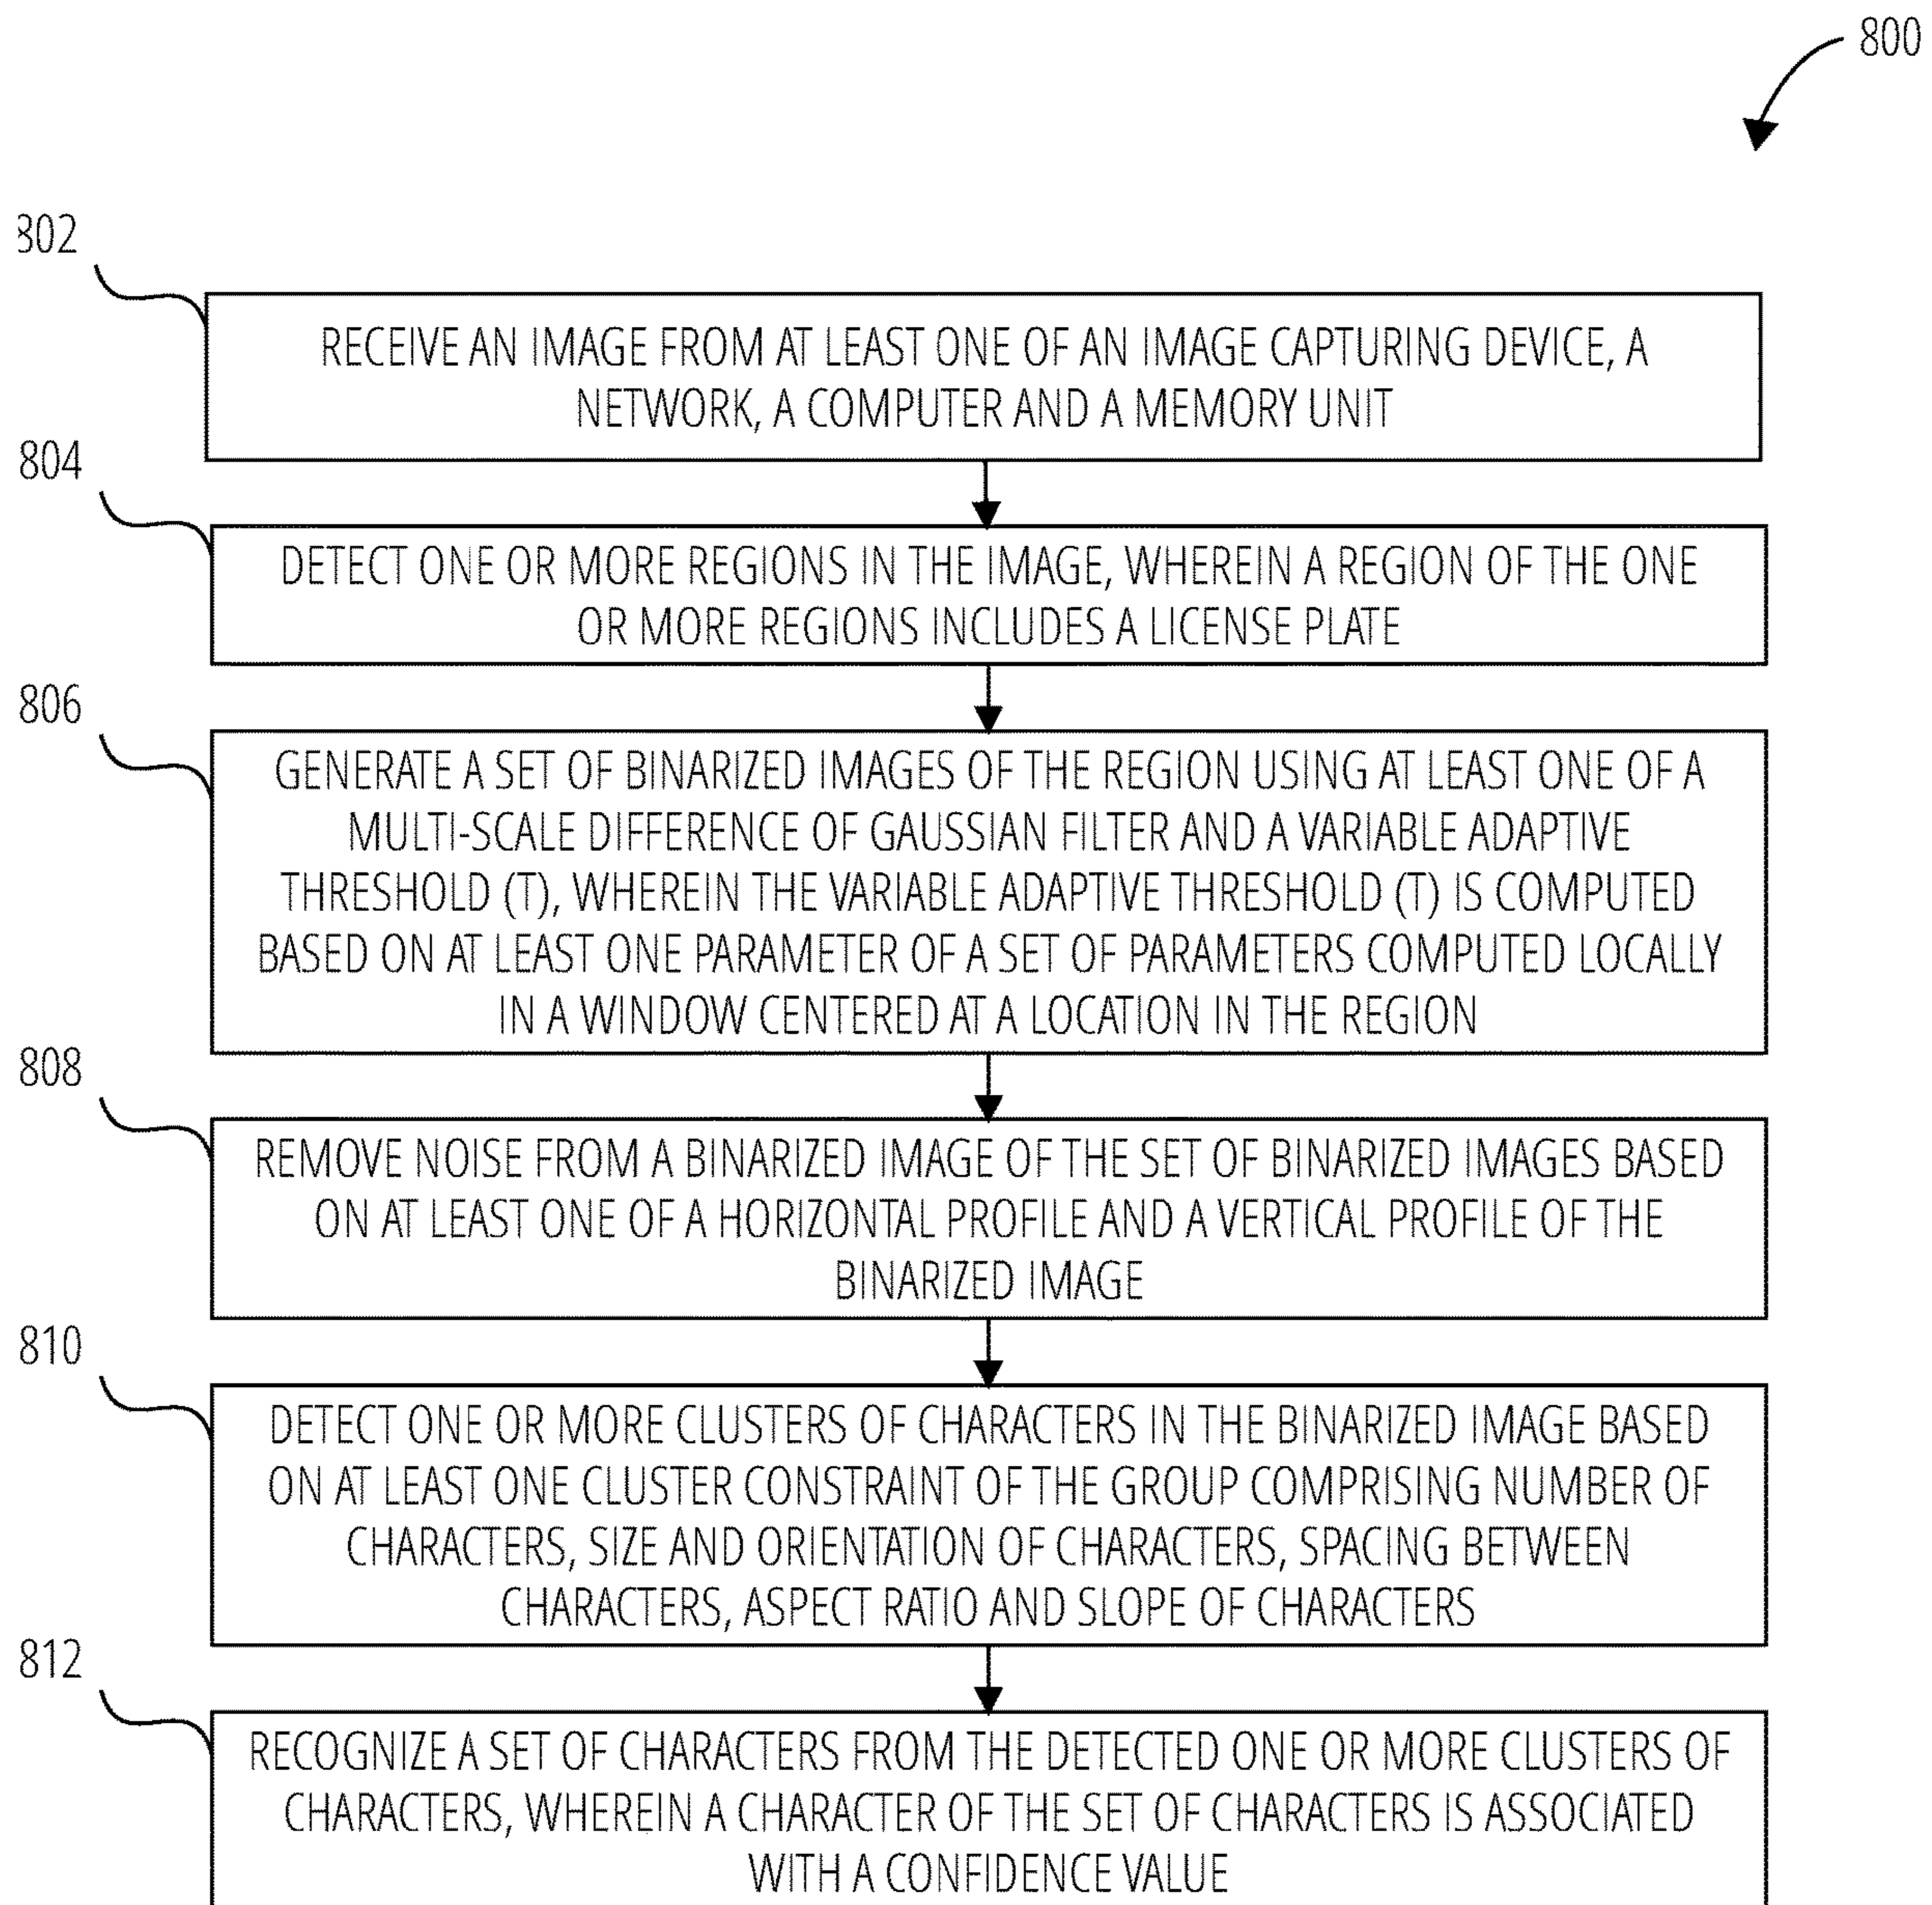 800
802
RECEIVE AN IMAGE FROM AT LEAST ONE OF AN IMAGE CAPTURING DEVICE, A
NETWORK, A COMPUTER AND A MEMORY UNIT
804
DETECT ONE OR MORE REGIONS IN THE IMAGE, WHEREIN A REGION OF THE ONE
OR MORE REGIONS INCLUDES A LICENSE PLATE
806
GENERATE A SET OF BINARIZED IMAGES OF THE REGION USING AT LEAST ONE OF A
MULTI-SCALE DIFFERENCE OF GAUSSIAN FILTER AND A VARIABLE ADAPTIVE
THRESHOLD (T), WHEREIN THE VARIABLE ADAPTIVE THRESHOLD (T) IS COMPUTED
BASED ON AT LEAST ONE PARAMETER OF A SET OF PARAMETERS COMPUTED LOCALLY
IN A WINDOW CENTERED AT A LOCATION IN THE REGION
808
REMOVE NOISE FROM A BINARIZED IMAGE OF THE SET OF BINARIZED IMAGES BASED
ON AT LEAST ONE OF A HORIZONTAL PROFILE AND A VERTICAL PROFILE OF THE
BINARIZED IMAGE
810
DETECT ONE OR MORE CLUSTERS OF CHARACTERS IN THE BINARIZED IMAGE BASED
ON AT LEAST ONE CLUSTER CONSTRAINT OF THE GROUP COMPRISING NUMBER OF
CHARACTERS, SIZE AND ORIENTATION OF CHARACTERS, SPACING BETWEEN
CHARACTERS, ASPECT RATIO AND SLOPE OF CHARACTERS
812
RECOGNIZE A SET OF CHARACTERS FROM THE DETECTED ONE OR MORE CLUSTERS OF
CHARACTERS, WHEREIN A CHARACTER OF THE SET OF CHARACTERS IS ASSOCIATED
WITH A CONFIDENCE VALUE